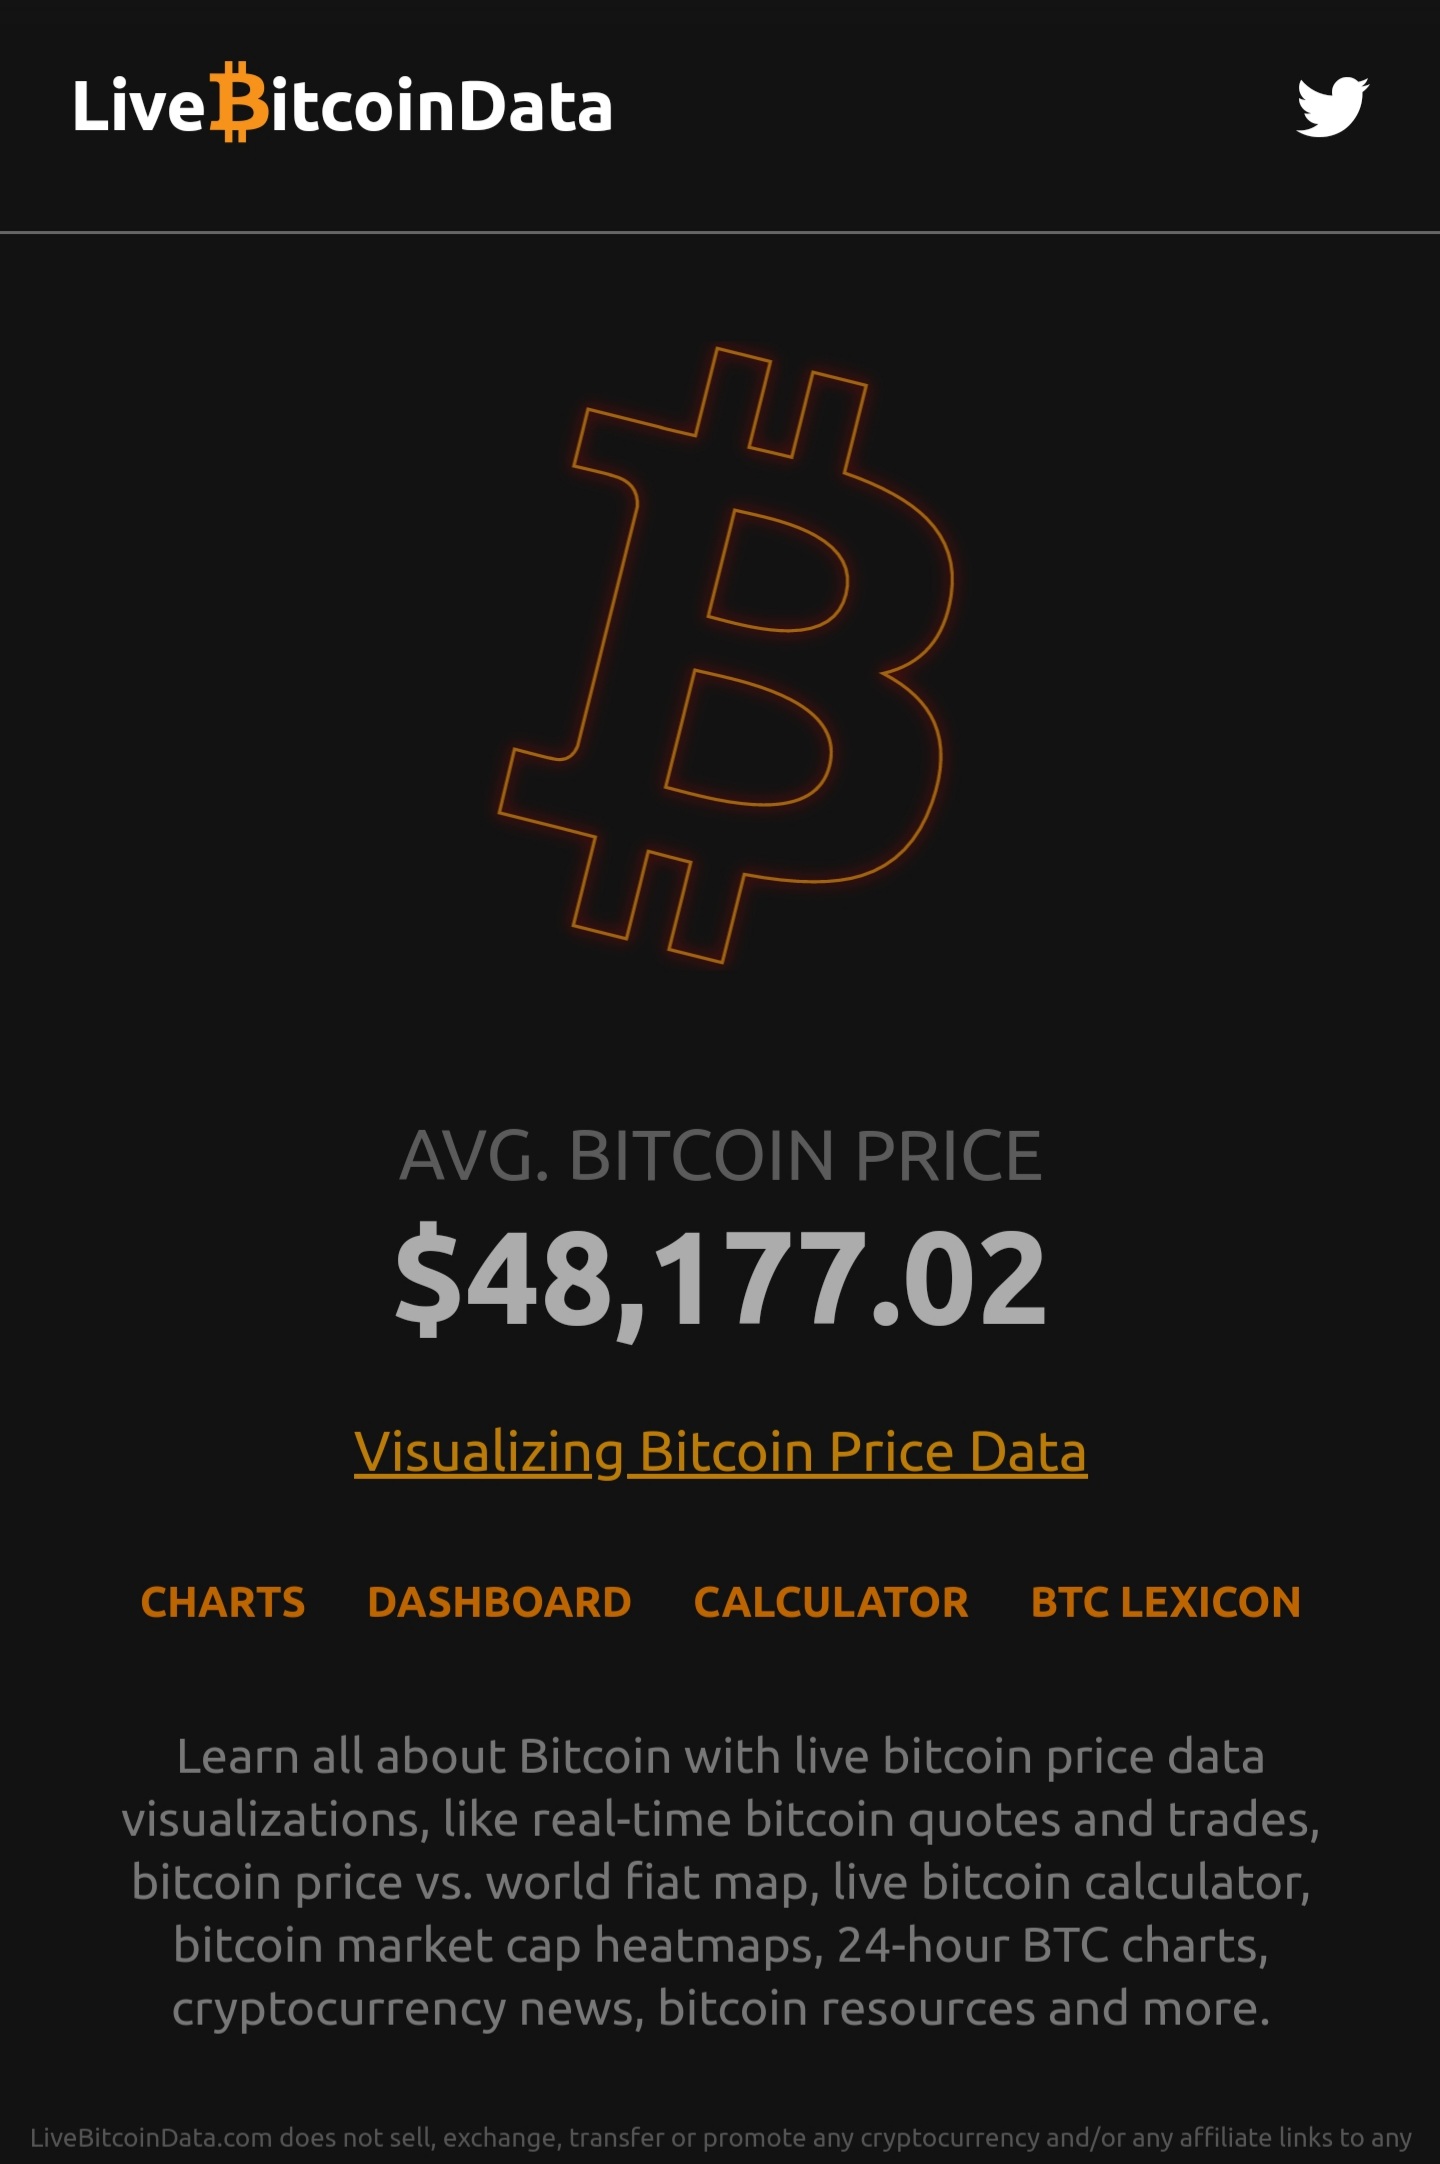 LiveBitcoinData
AVG. BITCOIN PRICE
$48,177.02
Visualizing Bitcoin Price Data
CHARTS DASHBOARD CALCULATOR BTC LEXICON
Learn all about Bitcoin with live bitcoin price data
visualizations, like real-time bitcoin quotes and trades,
bitcoin price vs. world fiat map, live bitcoin calculator,
bitcoin market cap heatmaps, 24-hour BTC charts,
cryptocurrency news, bitcoin resources and more.
LiveBitcoinData.com does not sell, exchange, transfer or promote any cryptocurrency and/or any affiliate links to any